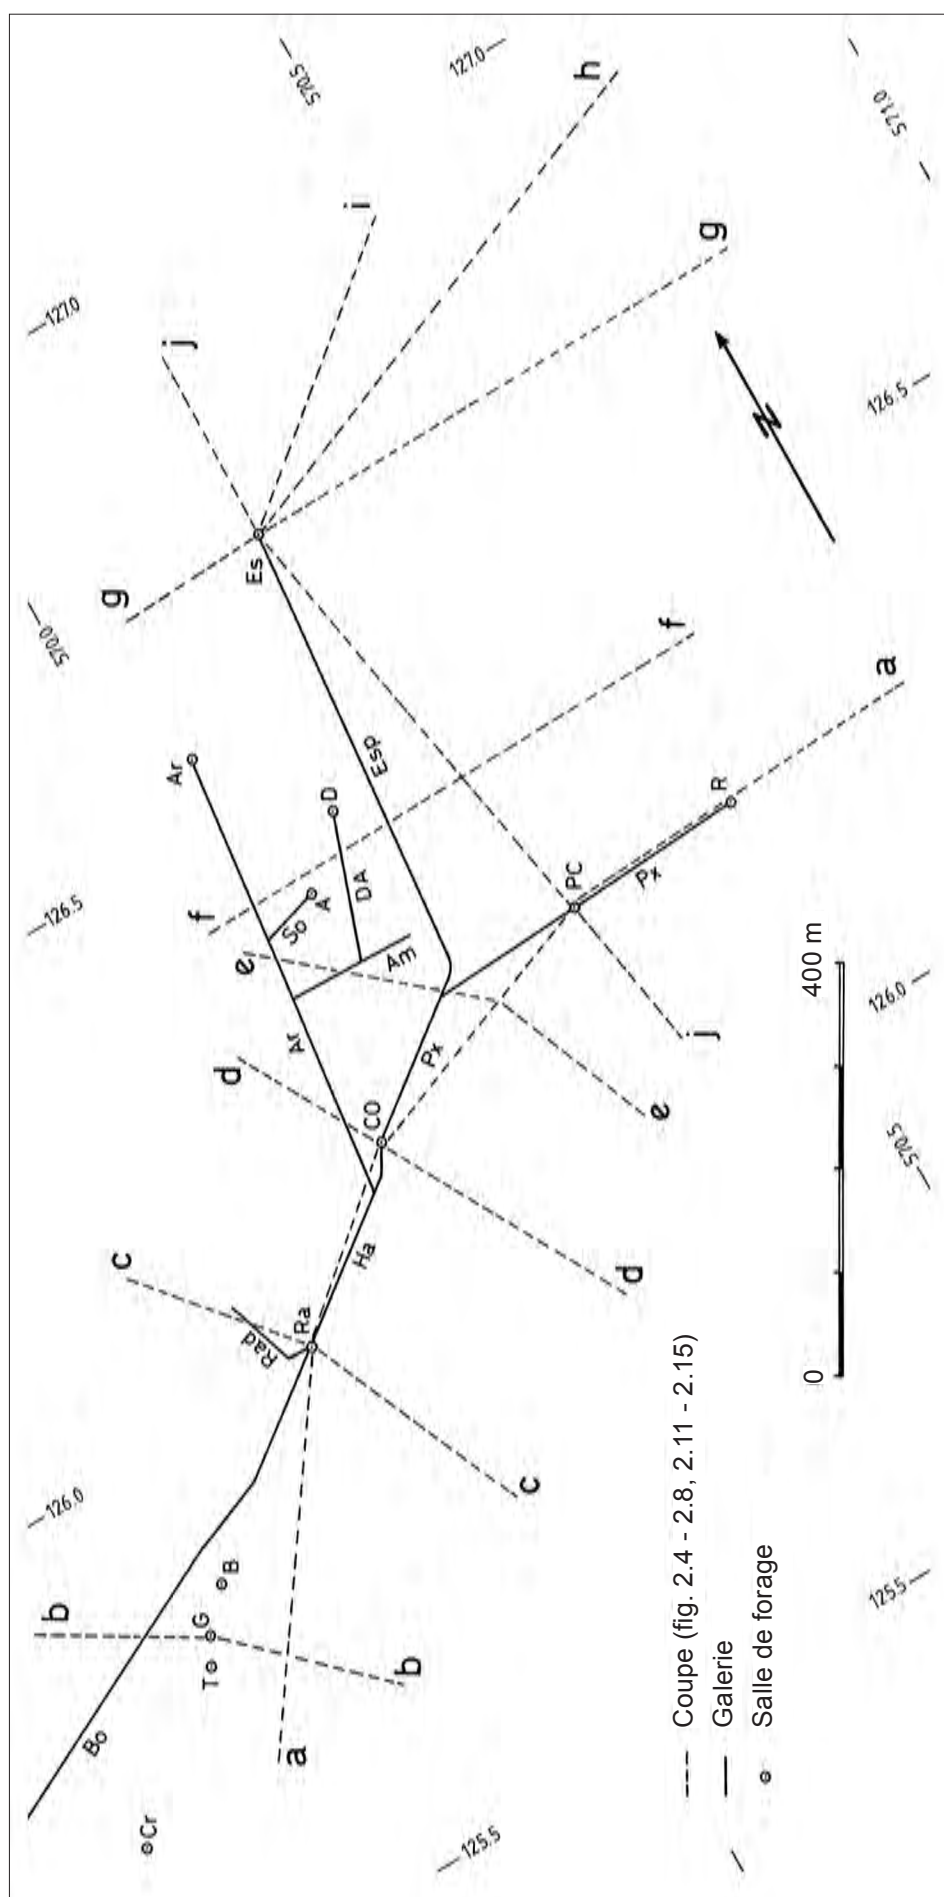 570.5
127.0
h
571.0
i
g
127.0
j
126.5
N
Es
g
570.0
f
a
Ar
Esp
D
R
PC
DA
Px
A
So
f
126.5
e
Am
400 m
126.0
Ar
Px
j
d
CO
e
570.5
Ha
d
c
Ra
Rad
c
126.0
B
G
b
T
b
125.5
a
Bo
Cr
125.5
0
Coupe (fig. 2.4 - 2.8, 2.11 - 2.15)
Galerie
Salle de forage